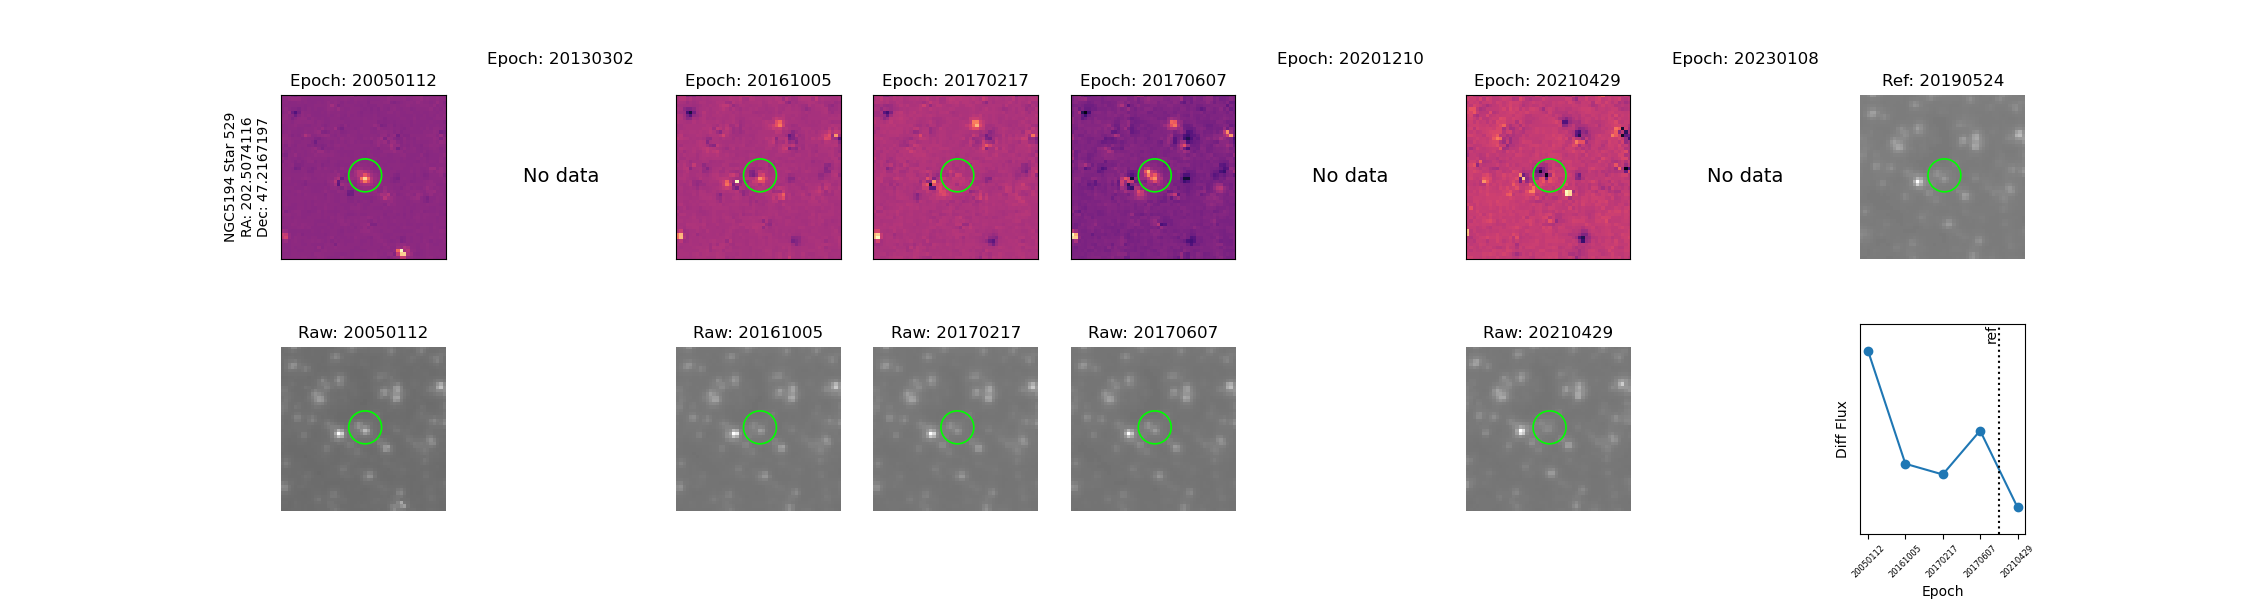 Epoch: 20130302
Epoch: 20201210
Epoch: 20230108
Epoch: 20050112
Epoch: 20161005
Epoch: 20170217
Epoch: 20170607
Epoch: 20210429
Ref: 20190524
NGC5194 Star 529
RA: 202.5074116
Dec: 47.2167197
No data
No data
No data
Raw: 20050112
Raw: 20161005
Raw: 20170217
Raw: 20170607
Raw: 20210429
ref
Diff Flux
20050112
20161005
20170217
20170607
20210429
Epoch